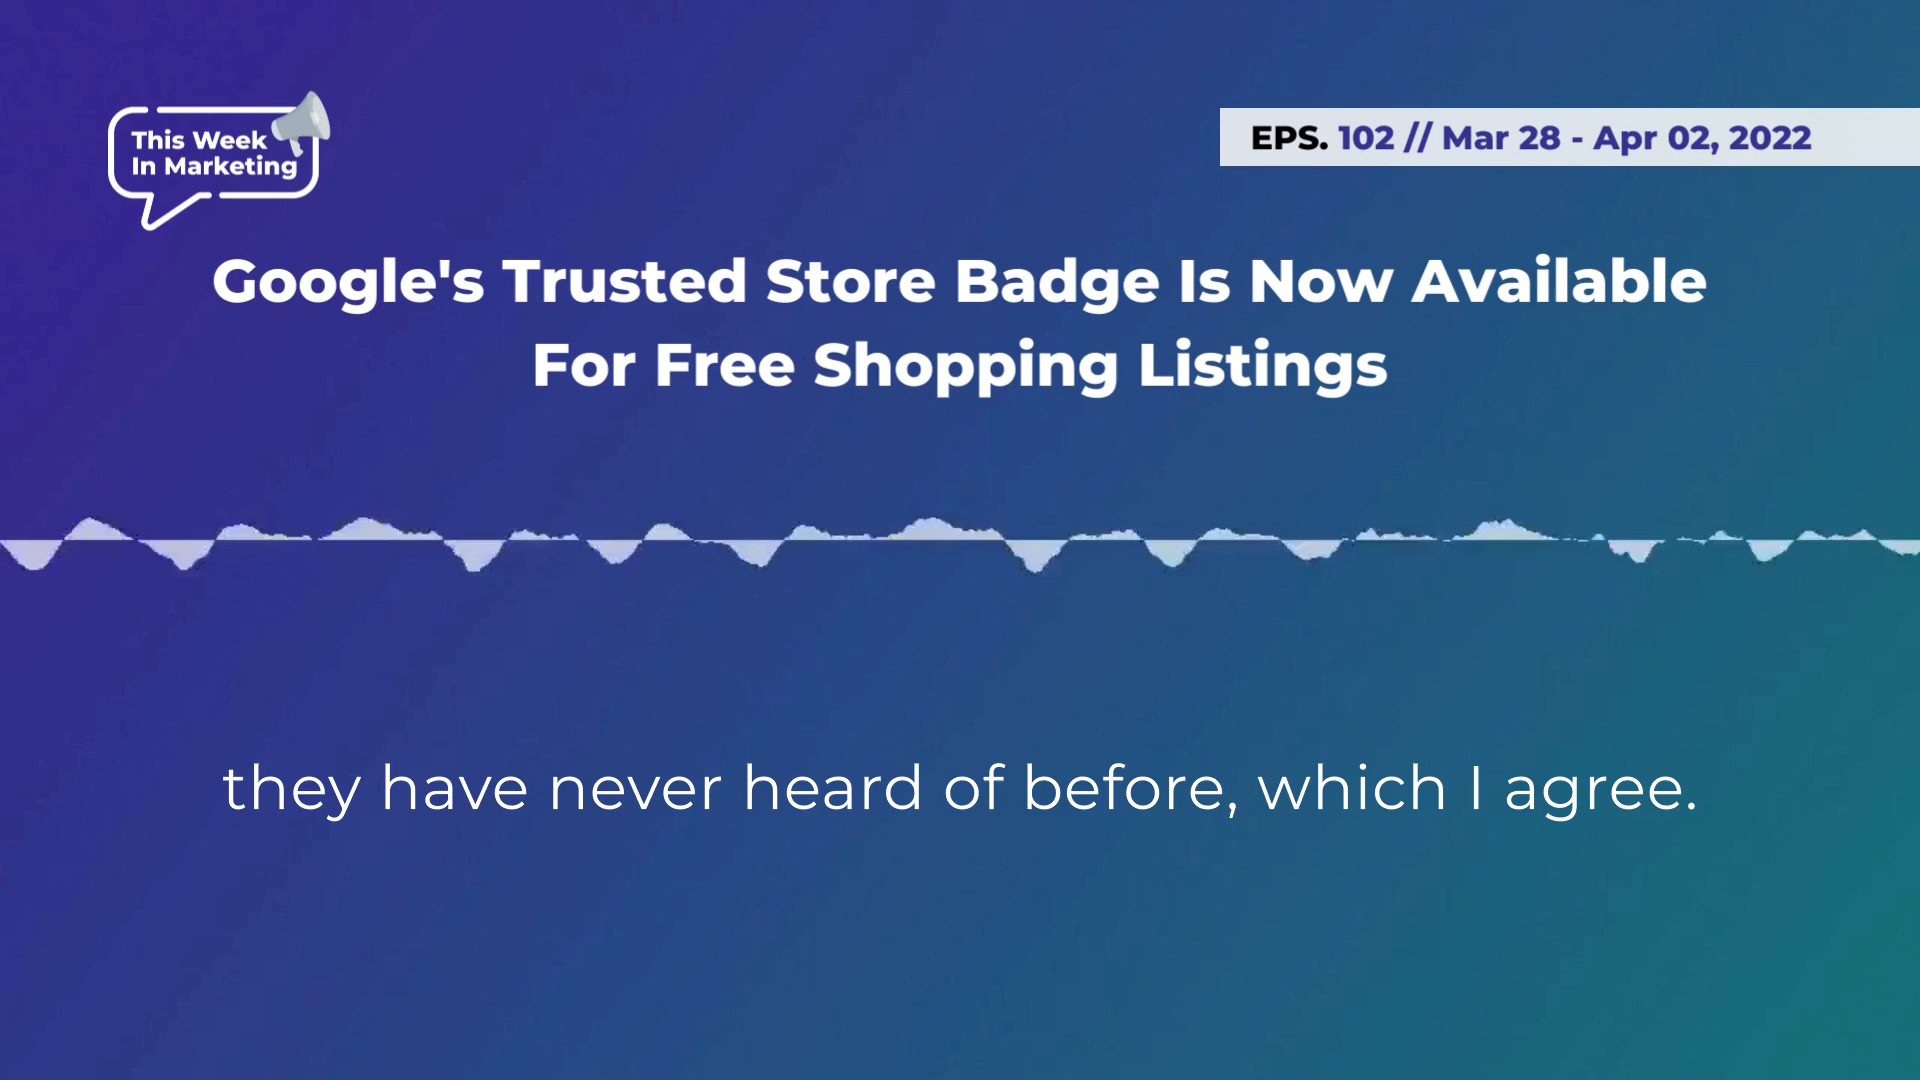 This Week
In Marketing
EPS. 102 // Mar 28 - Apr 02, 2022
Google's Trusted Store Badge Is Now Available
For Free Shopping Listings
they have never heard of before, which I agree.